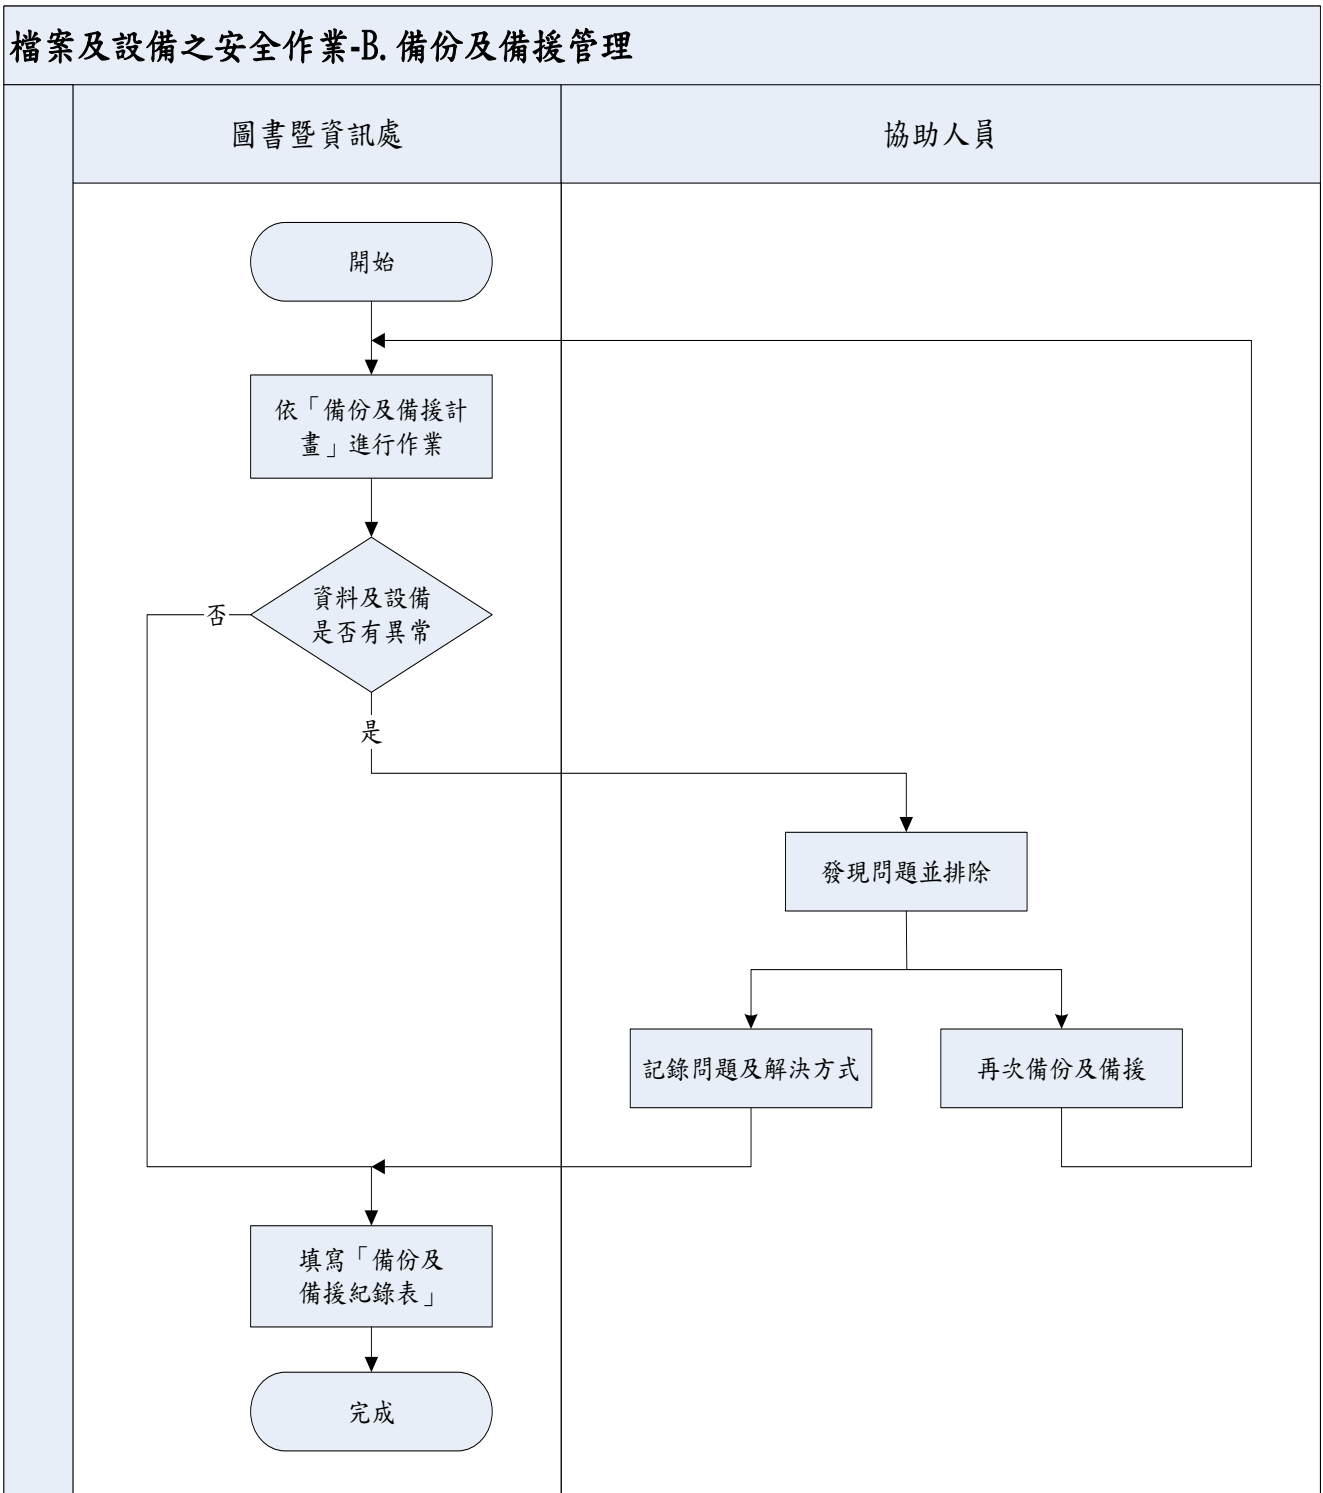 檔案及設備之安全作業-B.備份及備援管理
圖書暨資訊處
協助人員
開始
依「備份及備援計
畫」進行作業
資料及設備
是否有異常
否
是
發現問題並排除
記錄問題及解決方式
再次備份及備援
填寫「備份及
備援紀錄表」
完成